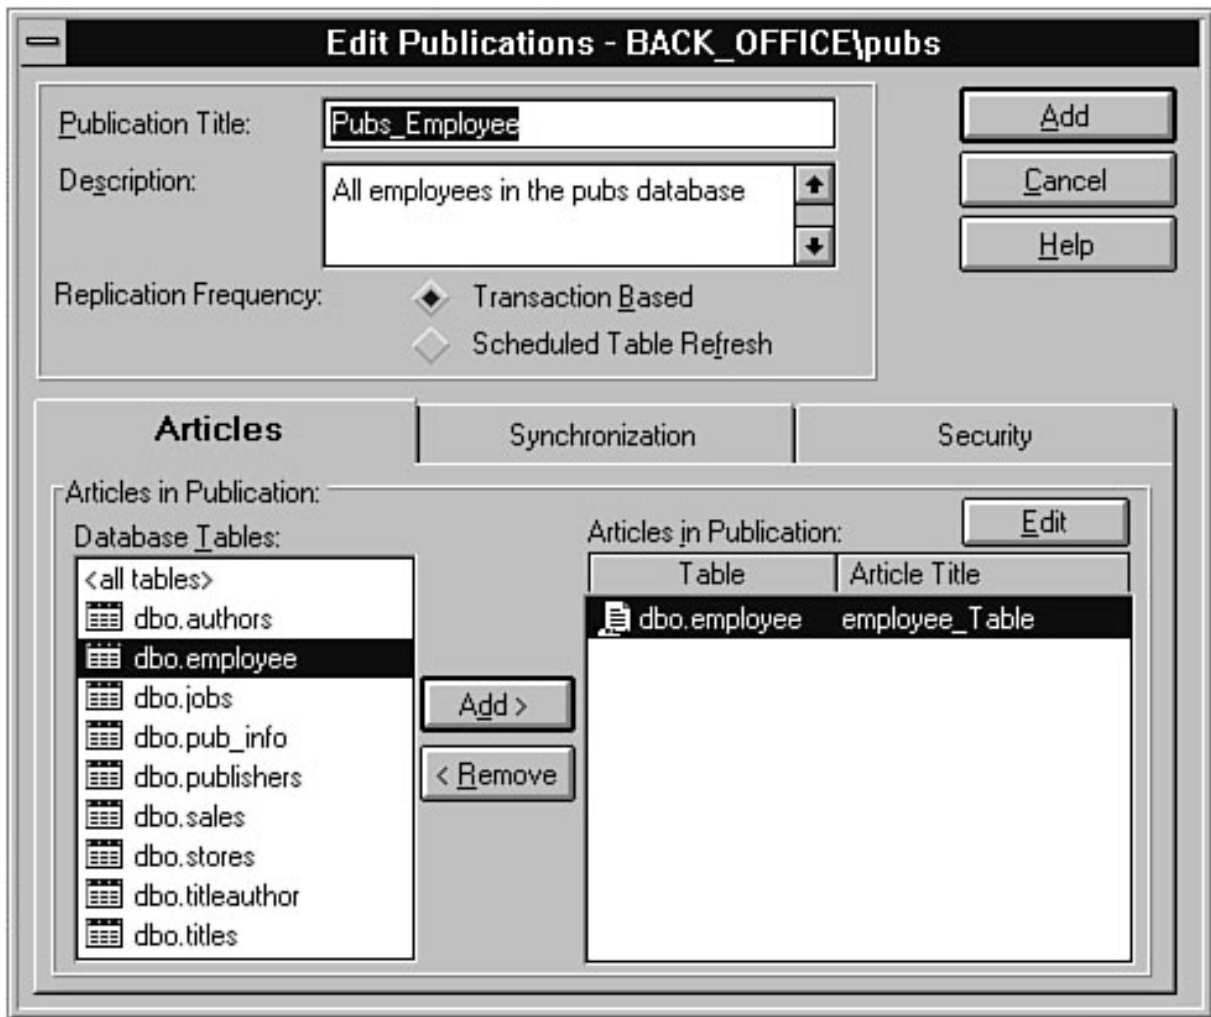 Edit Publications - BACK_OFFICE\pubs
Publication Title: Pubs_Employee
Add
Description: All employees in the pubs database
Cancel
Help
Replication Frequency: Transaction Based
Scheduled Table Refresh
Articles Synchronization Security
Articles in Publication:
Database Tables:
Articles in Publication: Edit
<all tables>
Table Article Title
dbo.authors
dbo.employee employee_Table
dbo.employee
dbo.jobs
Add >
dbo.pub_info
dbo.publishers
< Remove
dbo.sales
dbo.stores
dbo.titleauthor
dbo.titles